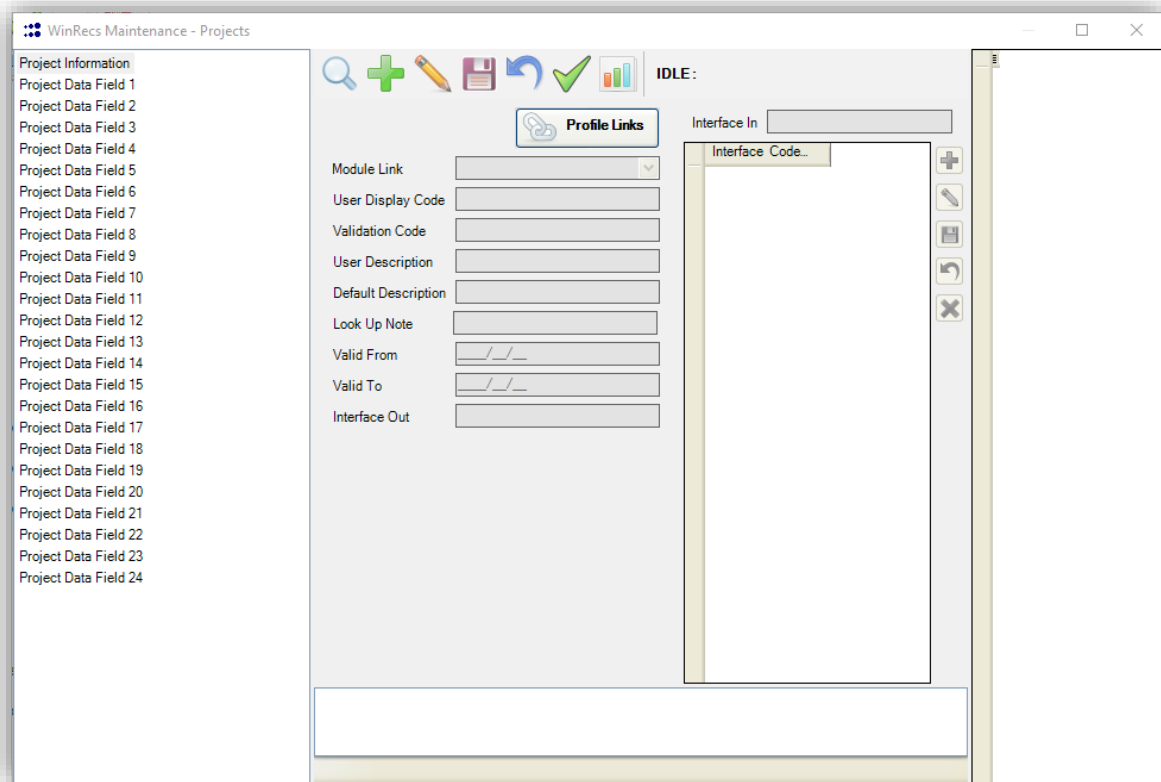 WinRecs Maintenance - Projects
Project Information
Project Data Field 1
Project Data Field 2
Project Data Field 3
Project Data Field 4
Project Data Field 5
Project Data Field 6
Project Data Field 7
Project Data Field 8
Project Data Field 9
Project Data Field 10
Project Data Field 11
Project Data Field 12
Project Data Field 13
Project Data Field 14
Project Data Field 15
Project Data Field 16
Project Data Field 17
Project Data Field 18
Project Data Field 19
Project Data Field 20
Project Data Field 21
Project Data Field 22
Project Data Field 23
Project Data Field 24
IDLE :
Profile Links
Module Link
User Display Code
Validation Code
User Description
Default Description
Look Up Note
Valid From ____/__/__
Valid To ____/__/__
Interface Out
Interface In
Interface Code...